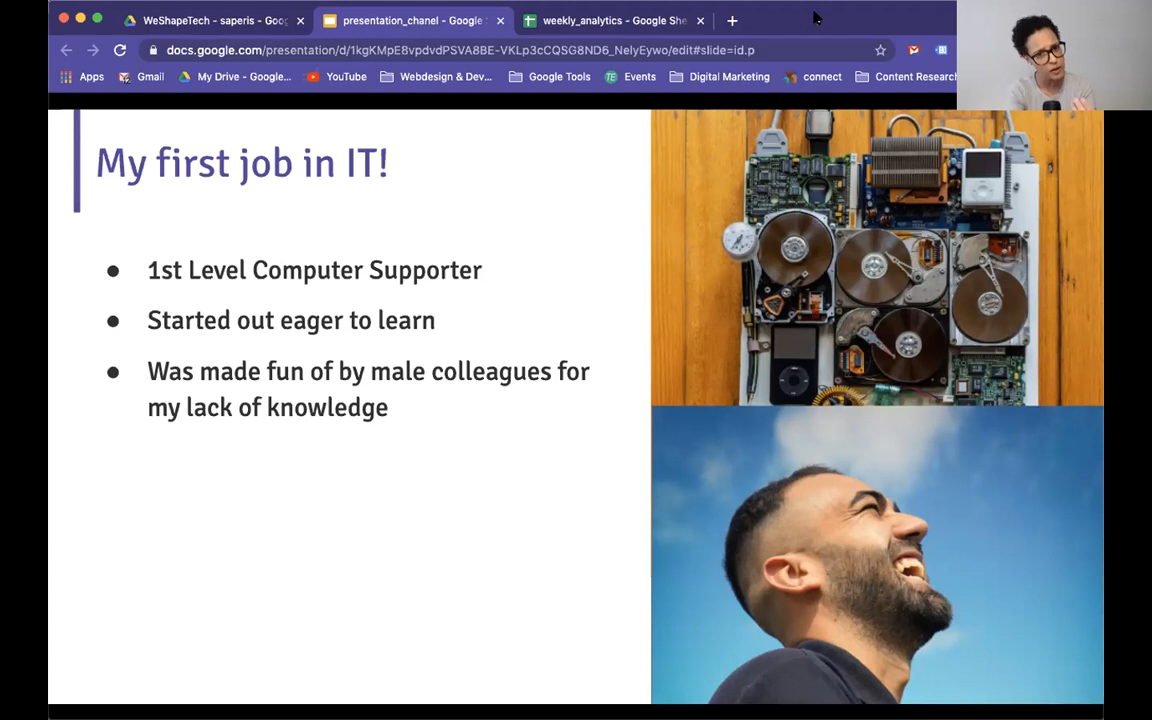 WeShapeTech - saperis - Goog
presentation_chanel - Google S
weekly_analytics - Google She
docs.google.com/presentation/d/1kgKMpE8vpdvdPSVA8BE-VKLp3cCQSG8ND6_NelyEywo/edit#slide=id.p
Apps
Gmail
My Drive - Google...
YouTube
Webdesign & Dev...
Google Tools
TE Events
Digital Marketing
connect
Content Researc
My first job in IT!
● 1st Level Computer Supporter
● Started out eager to learn
● Was made fun of by male colleagues for
my lack of knowledge